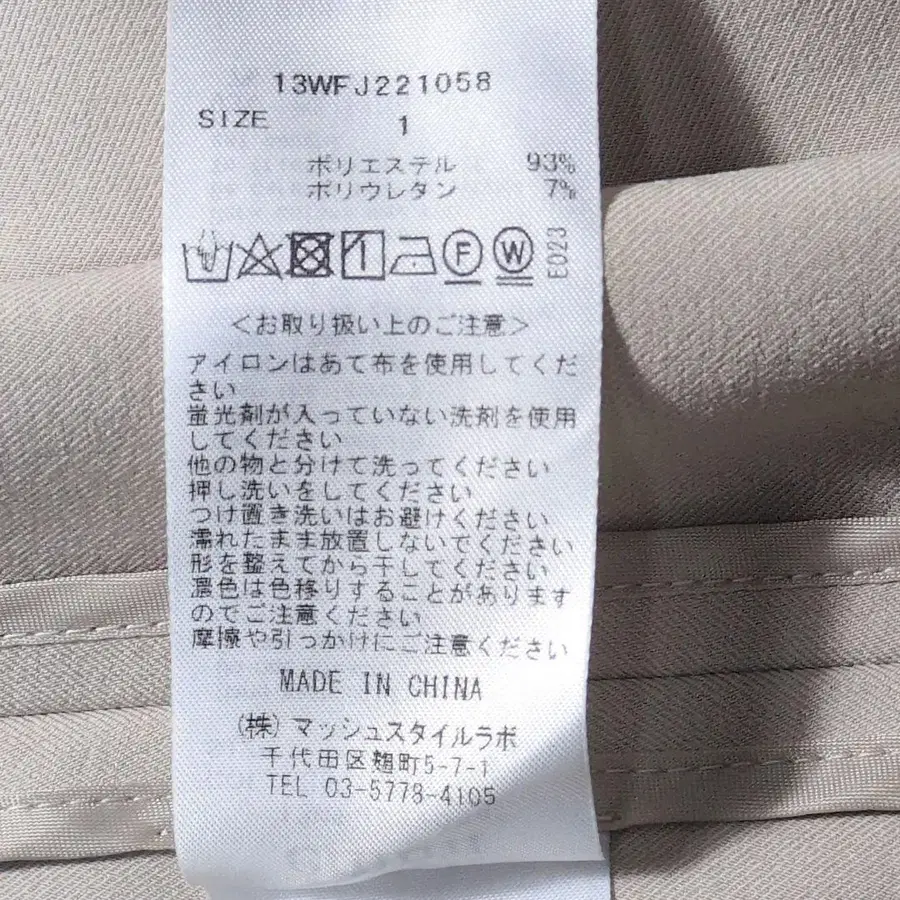 13WFJ221058
SIZE 1
ポリエステル 93%
ポリウレタン 7%
F W E023
<お取り扱い上のご注意>
アイロンはあて布を使用してくだ
さい
蛍光剤が入っていない洗剤を使用
してください
他の物と分けて洗ってください
押し洗いをしてください
つけ置き洗いはお避けください
濡れたまま放置しないでください
形を整えてから干してください
濃色は色移りすることがあります
のでご注意ください
摩擦や引っかけにご注意ください
MADE IN CHINA
(株)マッシュスタイルラボ
千代田区麹町5-7-1
TEL 03-5778-4105